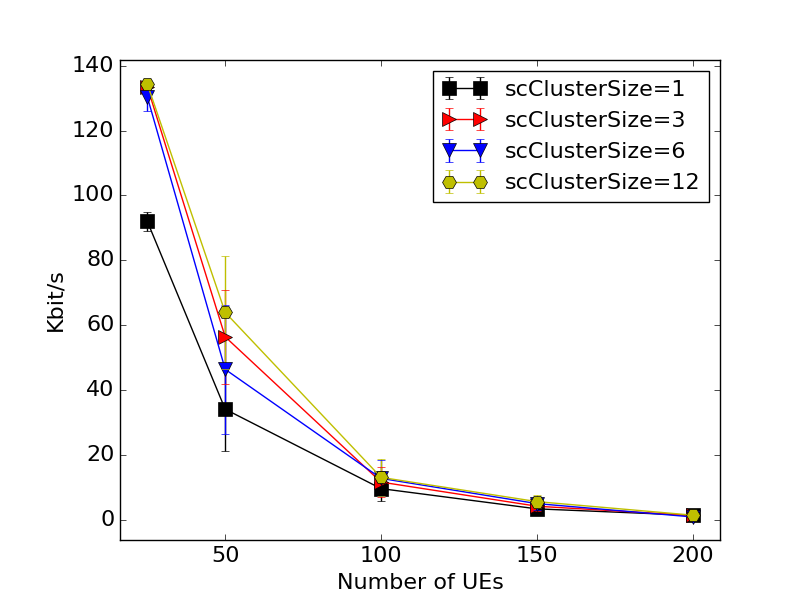 140
120
100
80
60
40
20
0
Kbit/s
scClusterSize=1
scClusterSize=3
scClusterSize=6
scClusterSize=12
50 100 150 200
Number of UEs